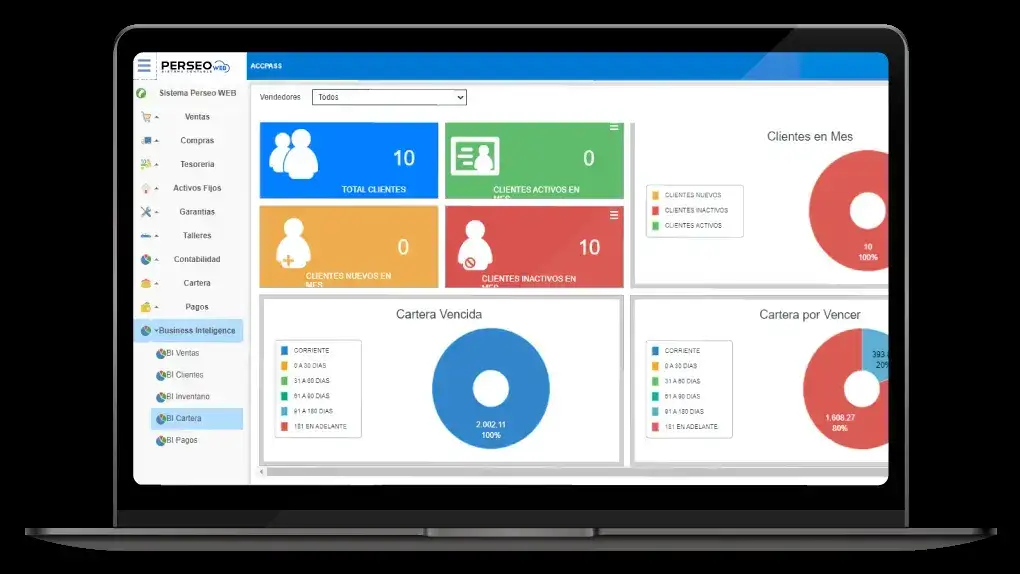 PERSEO WEB
SISTEMA CONTABLE
ACCPASS
Sistema Perseo WEB
Ventas
Compras
Tesoreria
Activos Fijos
Garantias
Talleres
Contabilidad
Cartera
Pagos
Business Inteligence
BI Ventas
BI Clientes
BI Inventario
BI Cartera
BI Pagos
Vendedores
Todos
10
TOTAL CLIENTES
0
CLIENTES ACTIVOS EN
MES
0
CLIENTES NUEVOS EN
MES
10
CLIENTES INACTIVOS EN
MES
Clientes en Mes
CLIENTES NUEVOS
CLIENTES INACTIVOS
CLIENTES ACTIVOS
10
100%
Cartera Vencida
CORRIENTE
0 A 30 DIAS
31 A 60 DIAS
61 A 90 DIAS
91 A 180 DIAS
181 EN ADELANTE
2.002.11
100%
Cartera por Vencer
CORRIENTE
0 A 30 DIAS
31 A 60 DIAS
61 A 90 DIAS
91 A 180 DIAS
181 EN ADELANTE
20%
1.608.27
80%